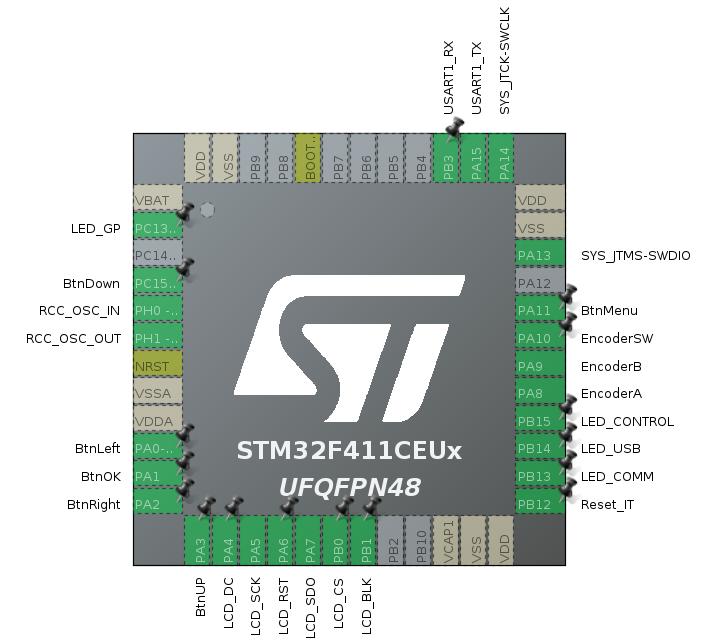 USART1_RX
USART1_TX
SYS_JTCK-SWCLK
VDD
VSS
PB9
PB8
BOOT..
PB7
PB6
PB5
PB4
PB3
PA15
PA14
VBAT
LED_GP
PC13..
PC14..
BtnDown
PC15..
RCC_OSC_IN
PH0 -..
RCC_OSC_OUT
PH1 -..
NRST
VSSA
VDDA
BtnLeft
PA0-..
BtnOK
PA1
BtnRight
PA2
VDD
VSS
PA13
SYS_JTMS-SWDIO
PA12
PA11
BtnMenu
PA10
EncoderSW
PA9
EncoderB
PA8
EncoderA
PB15
LED_CONTROL
PB14
LED_USB
PB13
LED_COMM
PB12
Reset_IT
ST
STM32F411CEUx
UFQFPN48
PA3
PA4
PA5
PA6
PA7
PB0
PB1
PB2
PB10
VCAP1
VSS
VDD
BtnUP
LCD_DC
LCD_SCK
LCD_RST
LCD_SDO
LCD_CS
LCD_BLK